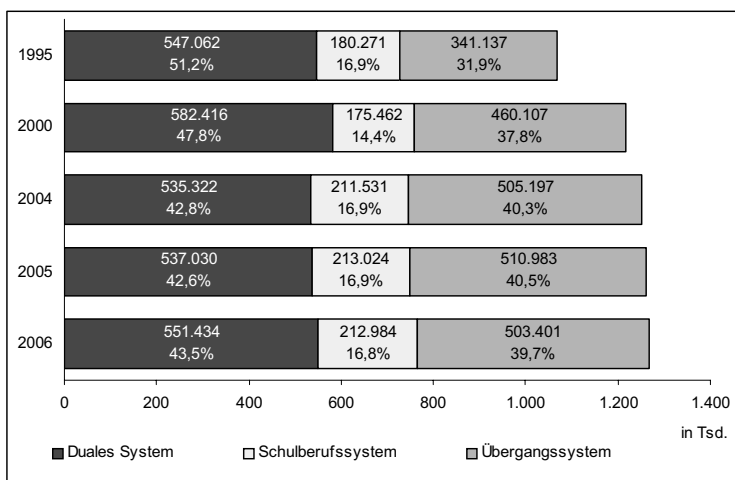 1995
547.062 180.271 341.137
51,2% 16,9% 31,9%
2000
582.416 175.462 460.107
47,8% 14,4% 37,8%
2004
535.322 211.531 505.197
42,8% 16,9% 40,3%
2005
537.030 213.024 510.983
42,6% 16,9% 40,5%
2006
551.434 212.984 503.401
43,5% 16,8% 39,7%
0 200 400 600 800 1.000 1.200 1.400
in Tsd.
Duales System Schulberufssystem Übergangssystem